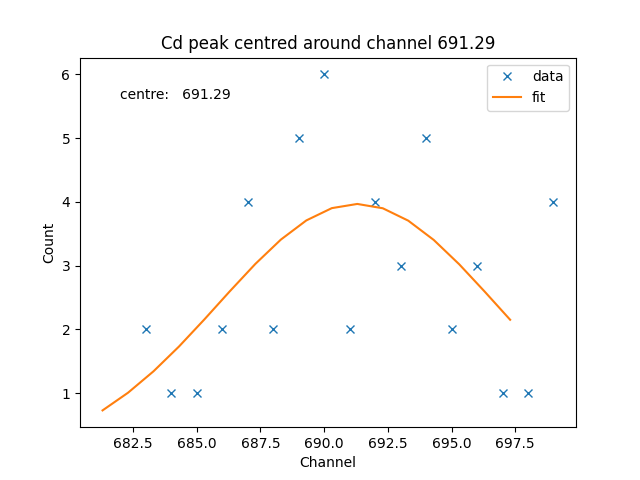 Cd peak centred around channel 691.29
centre:   691.29
data
fit
Count
6
5
4
3
2
1
682.5 685.0 687.5 690.0 692.5 695.0 697.5
Channel